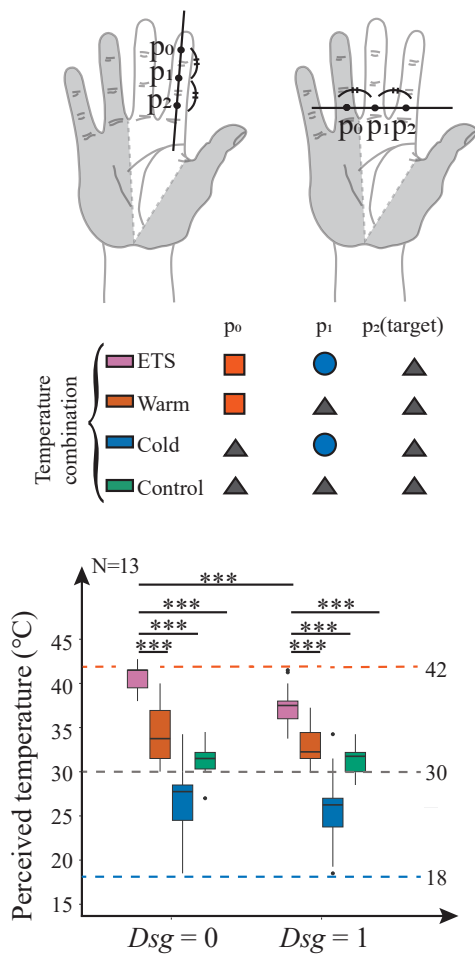 p₀
p₁
p₂
p₀ p₁ p₂
p₀ p₁ p₂(target)
Temperature
combination
ETS
Warm
Cold
Control
N=13
***
***
***
***
***
***
***
Perceived temperature (°C)
45
40
35
30
25
20
15
42
30
18
Dsg = 0
Dsg = 1